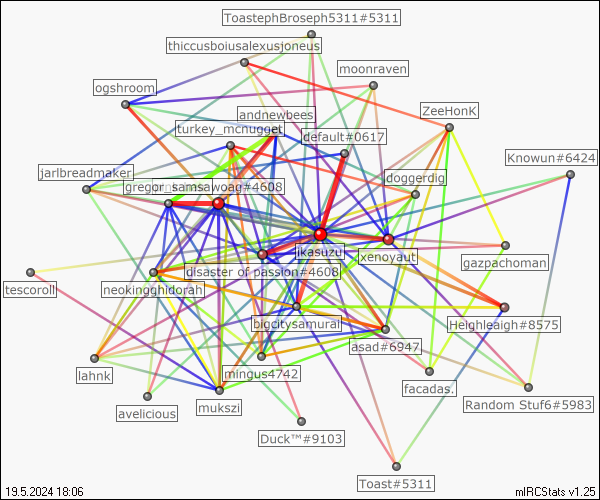 ToastephBroseph5311#5311
thiccusboiusalexusjoneus
moonraven
ogshroom
andnewbees
ZeeHonK
turkey_mcnugget
default#0617
Knowun#6424
jarlbreadmaker
doggerdig
gregor_samsawoag#4608
jkasuzu
xenoyaut
gazpachoman
disaster of passion#4608
tescoroll
neokingghidorah
bigcitysamurai
Heighleigh#8575
asad#6947
lahnk
mingus4742
facadas.
mukszi
Random Stuf6#5983
avelicious
Duck™#9103
Toast#5311
19.5.2024 18:06
mIRCStats v1.25